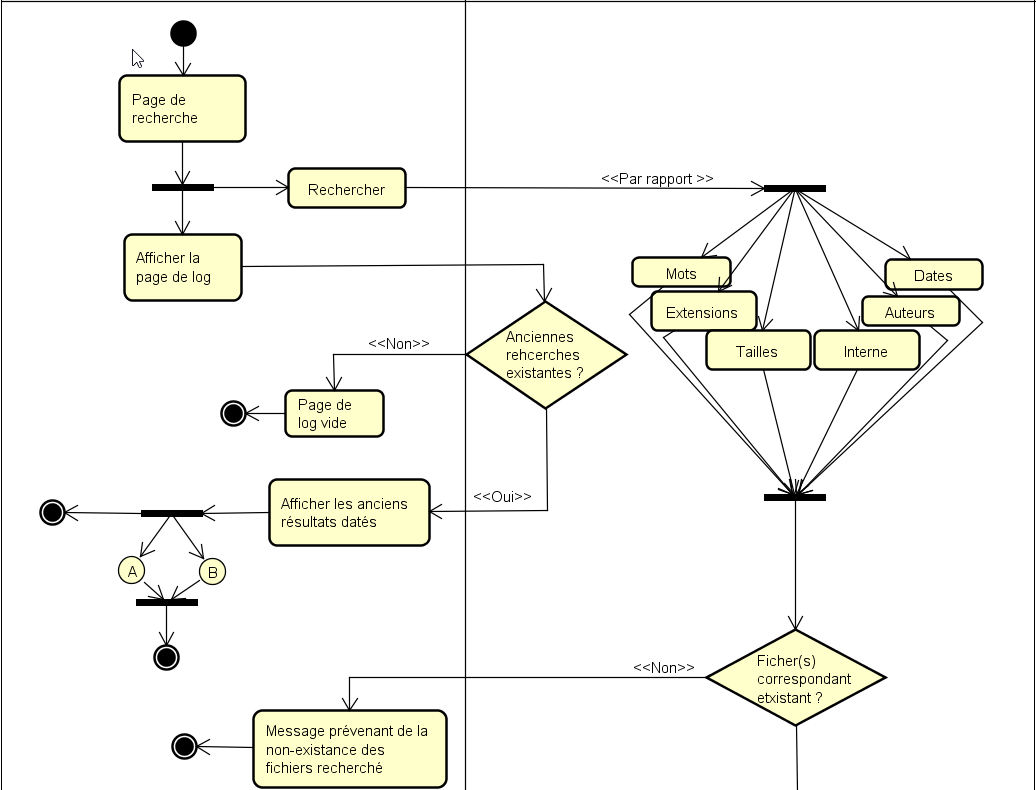 Page de
recherche
Rechercher
<<Par rapport >>
Afficher la
page de log
Mots
Extensions
Tailles
Interne
Auteurs
Dates
Anciennes
rehcerches
existantes ?
<<Non>>
Page de
log vide
<<Oui>>
Afficher les anciens
résultats datés
A
B
Ficher(s)
correspondant
etxistant ?
<<Non>>
Message prévenant de la
non-existance des
fichiers recherché